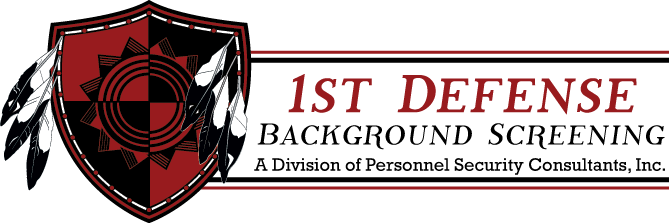 1ST DEFENSE
BACKGROUND SCREENING
A Division of Personnel Security Consultants, Inc.